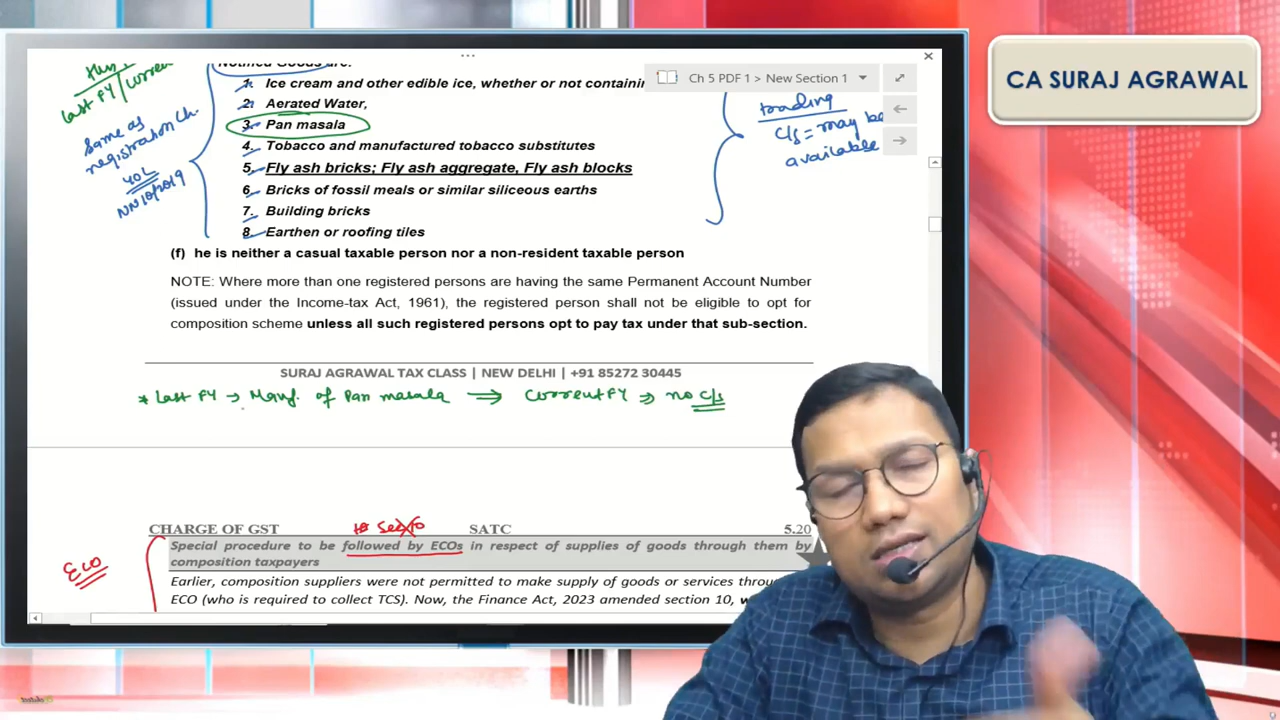 CA SURAJ AGRAWAL
Ch 5 PDF 1 > New Section 1
Last FY / Current
Same as
registration Ch.
40L
NN 10/2019
Notified Goods are:
1. Ice cream and other edible ice, whether or not containi
2. Aerated Water,
3. Pan masala
4. Tobacco and manufactured tobacco substitutes
5. Fly ash bricks; Fly ash aggregate, Fly ash blocks
6. Bricks of fossil meals or similar siliceous earths
7. Building bricks
8. Earthen or roofing tiles
trading
c/s = may be
available
(f) he is neither a casual taxable person nor a non-resident taxable person
NOTE: Where more than one registered persons are having the same Permanent Account Number
(issued under the Income-tax Act, 1961), the registered person shall not be eligible to opt for
composition scheme unless all such registered persons opt to pay tax under that sub-section.
SURAJ AGRAWAL TAX CLASS | NEW DELHI | +91 85272 30445
* Last FY → Manf. of Pan masala ⇒ Current FY ⇒ no c/s
Sec 10
CHARGE OF GST SATC 5.20
ECO
Special procedure to be followed by ECOs in respect of supplies of goods through them by
composition taxpayers
Earlier, composition suppliers were not permitted to make supply of goods or services throu
ECO (who is required to collect TCS). Now, the Finance Act, 2023 amended section 10, w